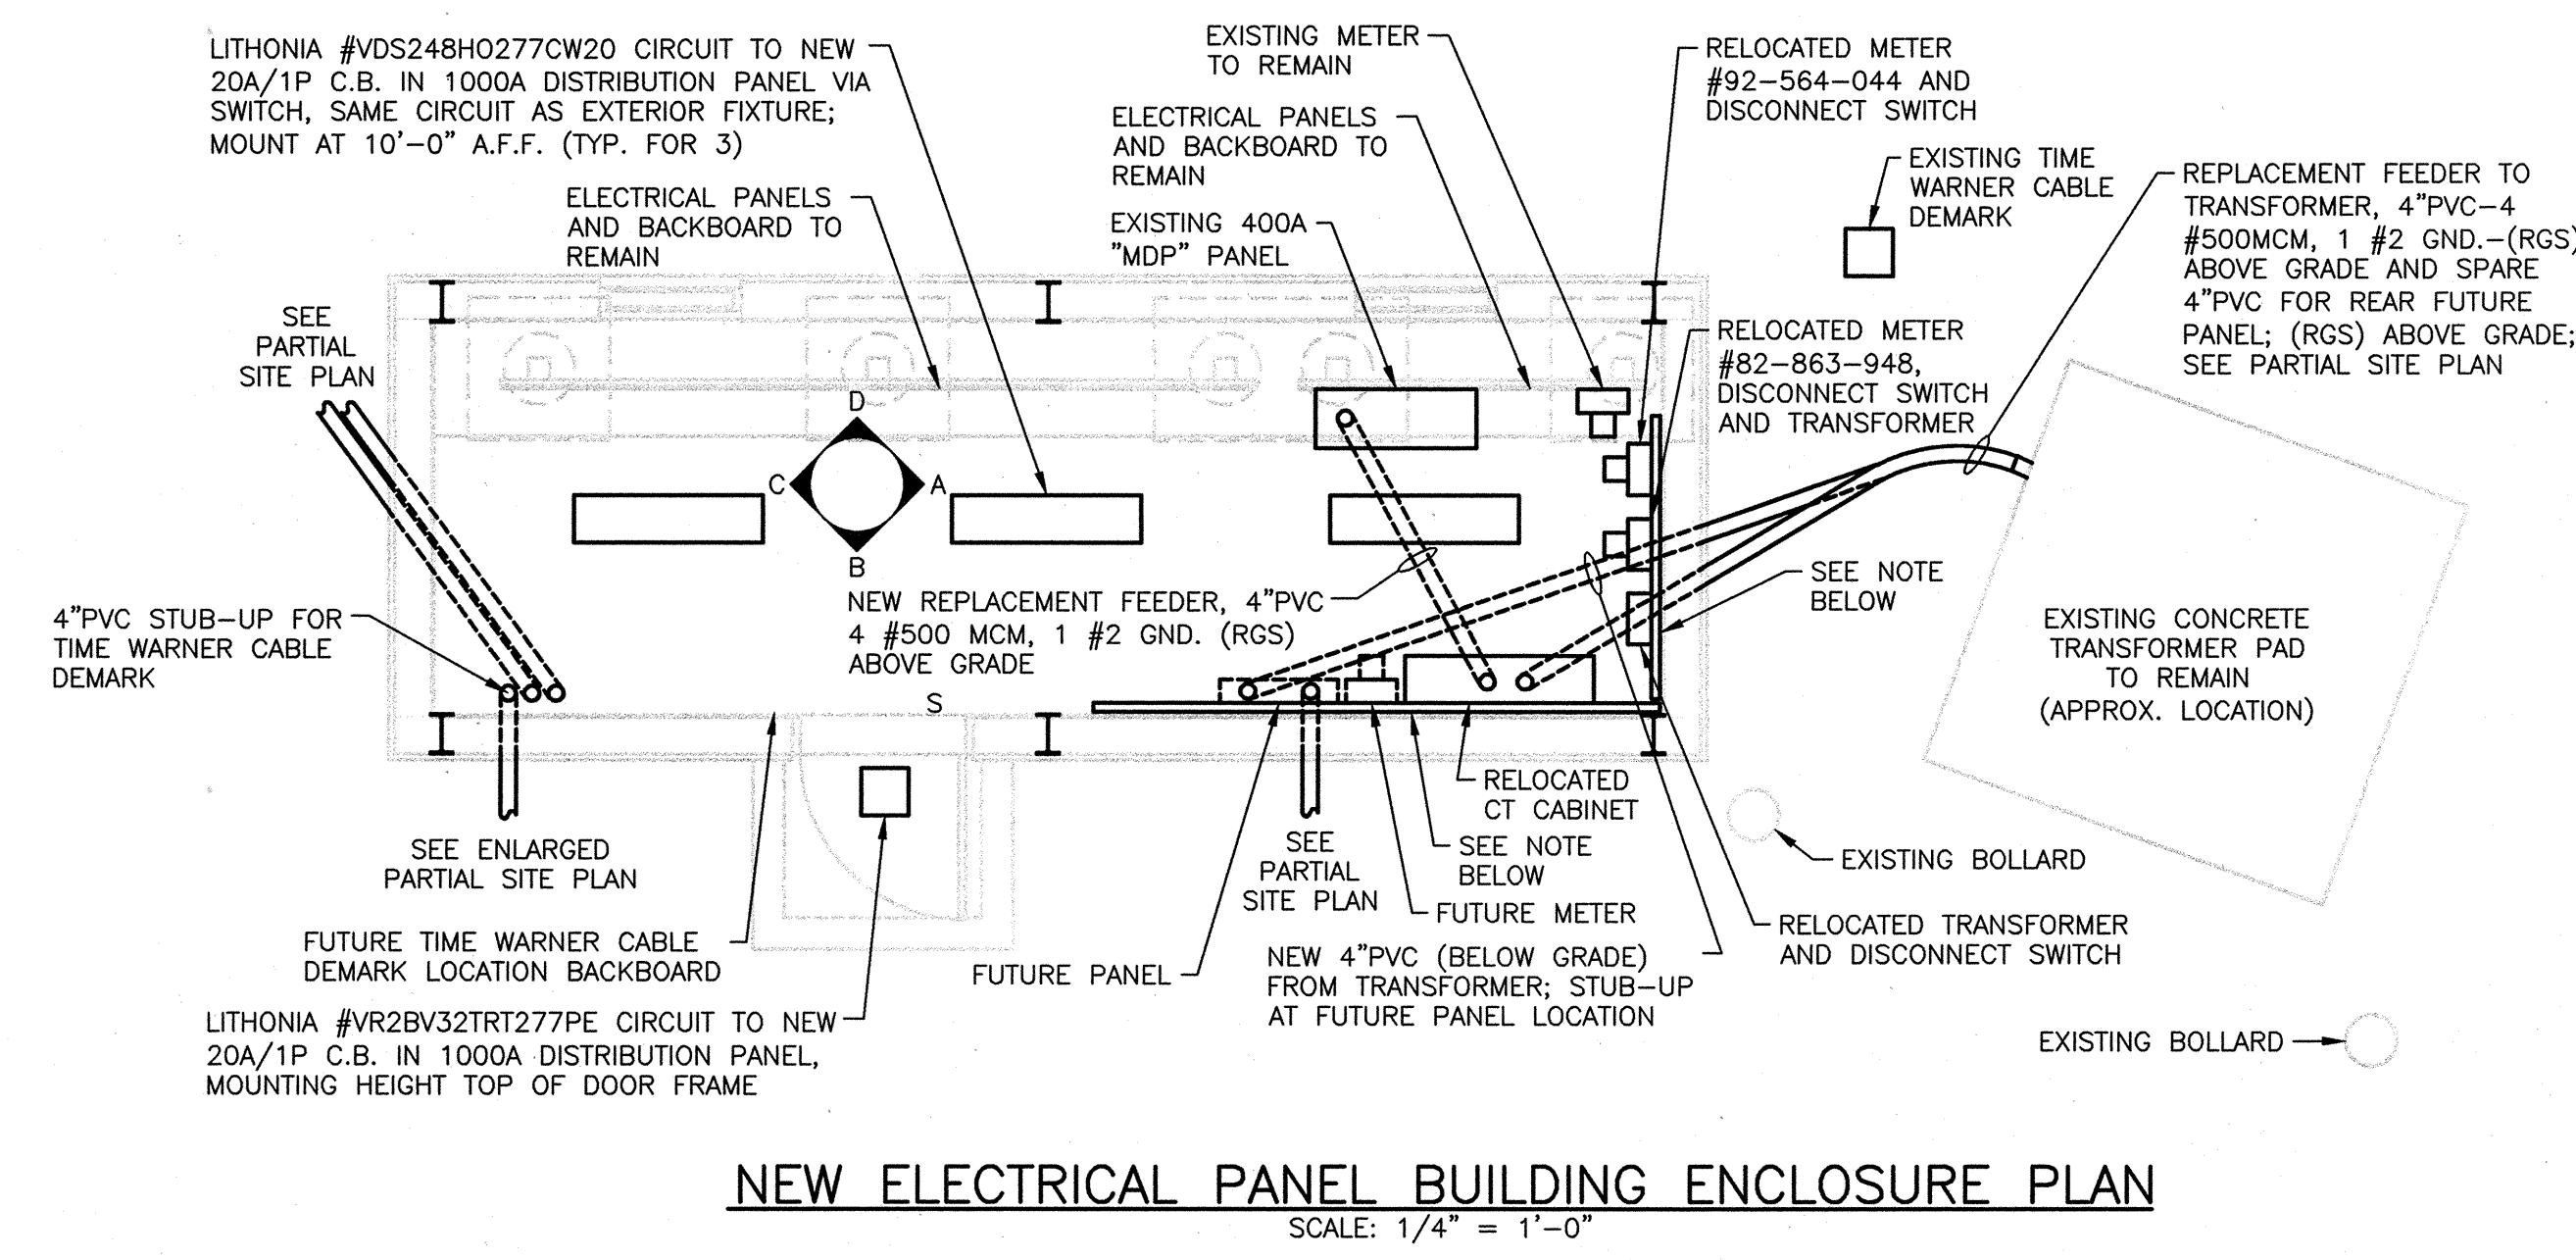 LITHONIA #VDS248HO277CW20 CIRCUIT TO NEW
20A/1P C.B. IN 1000A DISTRIBUTION PANEL VIA
SWITCH, SAME CIRCUIT AS EXTERIOR FIXTURE;
MOUNT AT 10'-0" A.F.F. (TYP. FOR 3)
ELECTRICAL PANELS
AND BACKBOARD TO
REMAIN
EXISTING METER
TO REMAIN
ELECTRICAL PANELS
AND BACKBOARD TO
REMAIN
EXISTING 400A
"MDP" PANEL
RELOCATED METER
#92-564-044 AND
DISCONNECT SWITCH
EXISTING TIME
WARNER CABLE
DEMARK
REPLACEMENT FEEDER TO
TRANSFORMER, 4"PVC-4
#500MCM, 1 #2 GND.-(RGS)
ABOVE GRADE AND SPARE
4"PVC FOR REAR FUTURE
PANEL; (RGS) ABOVE GRADE;
SEE PARTIAL SITE PLAN
SEE
PARTIAL
SITE PLAN
RELOCATED METER
#82-863-948,
DISCONNECT SWITCH
AND TRANSFORMER
D
C
A
B
NEW REPLACEMENT FEEDER, 4"PVC
4 #500 MCM, 1 #2 GND. (RGS)
ABOVE GRADE
SEE NOTE
BELOW
4"PVC STUB-UP FOR
TIME WARNER CABLE
DEMARK
EXISTING CONCRETE
TRANSFORMER PAD
TO REMAIN
(APPROX. LOCATION)
S
RELOCATED
CT CABINET
SEE NOTE
BELOW
SEE
PARTIAL
SITE PLAN
FUTURE METER
SEE ENLARGED
PARTIAL SITE PLAN
EXISTING BOLLARD
FUTURE TIME WARNER CABLE
DEMARK LOCATION BACKBOARD
FUTURE PANEL
NEW 4"PVC (BELOW GRADE)
FROM TRANSFORMER; STUB-UP
AT FUTURE PANEL LOCATION
RELOCATED TRANSFORMER
AND DISCONNECT SWITCH
LITHONIA #VR2BV32TRT277PE CIRCUIT TO NEW
20A/1P C.B. IN 1000A DISTRIBUTION PANEL,
MOUNTING HEIGHT TOP OF DOOR FRAME
EXISTING BOLLARD
NEW ELECTRICAL PANEL BUILDING ENCLOSURE PLAN
SCALE: 1/4" = 1'-0"